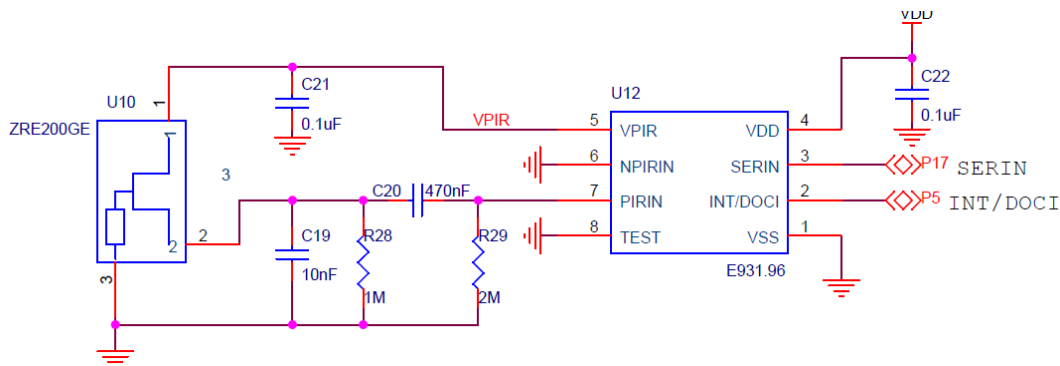 VDD
C21
0.1uF
C22
0.1uF
U10
ZRE200GE
1
1
2
2
3
3
U12
VPIR
5 VPIR VDD 4
6 NPIRIN SERIN 3 P17 SERIN
7 PIRIN INT/DOCI 2 P5 INT/DOCI
8 TEST VSS 1
E931.96
C20 470nF
C19
10nF
R28
1M
R29
2M